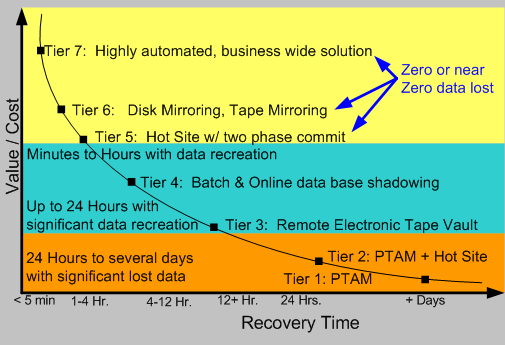 Tier 7: Highly automated, business wide solution
Zero or near
Zero data lost
Tier 6: Disk Mirroring, Tape Mirroring
Tier 5: Hot Site w/ two phase commit
Value / Cost
Minutes to Hours with data recreation
Tier 4: Batch & Online data base shadowing
Up to 24 Hours with
significant data recreation
Tier 3: Remote Electronic Tape Vault
24 Hours to several days
with significant lost data
Tier 2: PTAM + Hot Site
Tier 1: PTAM
< 5 min 1-4 Hr. 4-12 Hr. 12+ Hr. 24 Hrs. + Days
Recovery Time